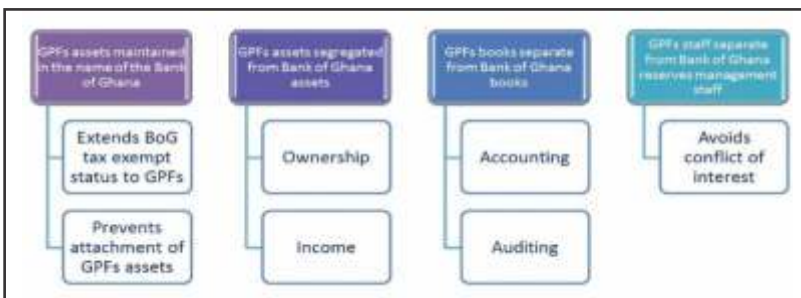 GPFs assets maintained
in the name of the Bank
of Ghana
Extends BoG
tax exempt
status to GPFs
Prevents
attachment of
GPFs assets
GPFs assets segregated
from Bank of Ghana
assets
Ownership
Income
GPFs books separate
from Bank of Ghana
books
Accounting
Auditing
GPFs staff separate
from Bank of Ghana
reserves management
staff
Avoids
conflict of
interest